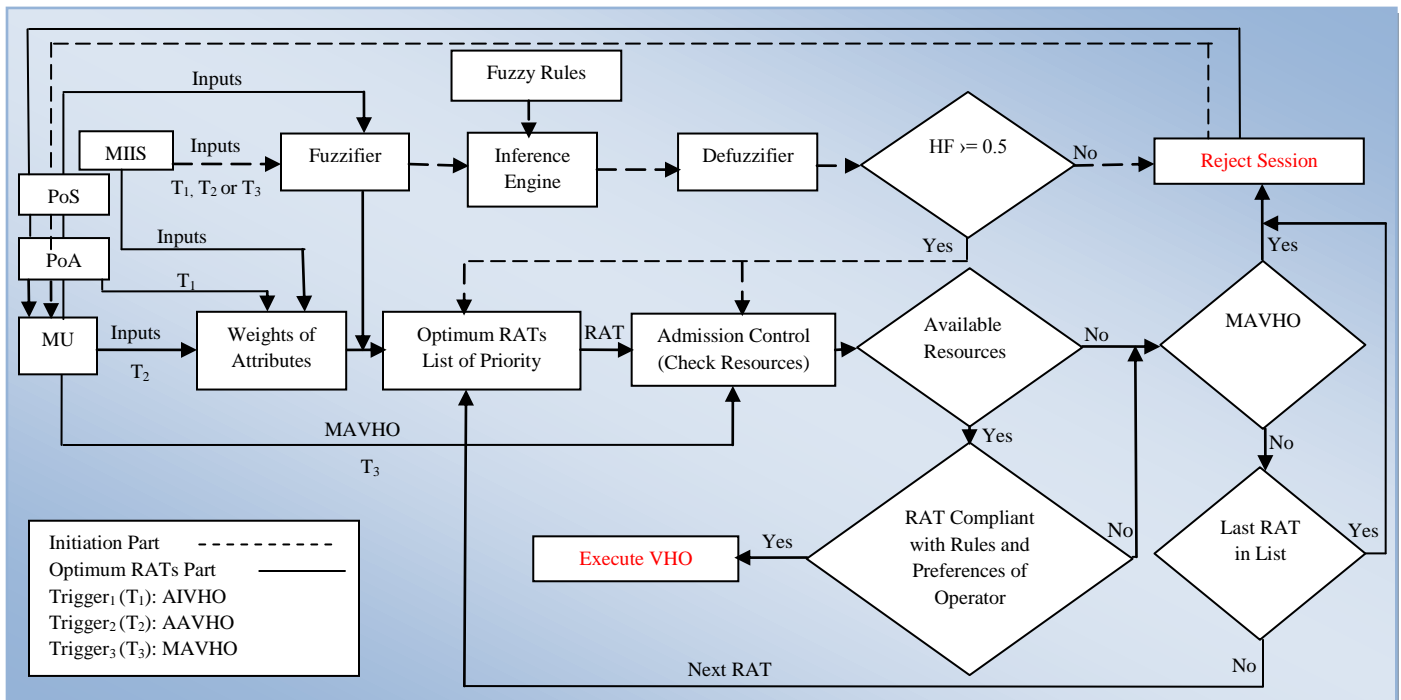 Inputs
Fuzzy Rules
MIIS
Inputs
T1, T2 or T3
Fuzzifier
Inference
Engine
Defuzzifier
HF ›= 0.5
No
Reject Session
PoS
PoA
Inputs
T1
Yes
Yes
MU
Inputs
T2
Weights of
Attributes
Optimum RATs
List of Priority
RAT
Admission Control
(Check Resources)
Available
Resources
No
MAVHO
MAVHO
T3
Yes
No
Execute VHO
Yes
RAT Compliant
with Rules and
Preferences of
Operator
No
Last RAT
in List
Yes
No
Next RAT
Initiation Part
Optimum RATs Part
Trigger1 (T1): AIVHO
Trigger2 (T2): AAVHO
Trigger3 (T3): MAVHO